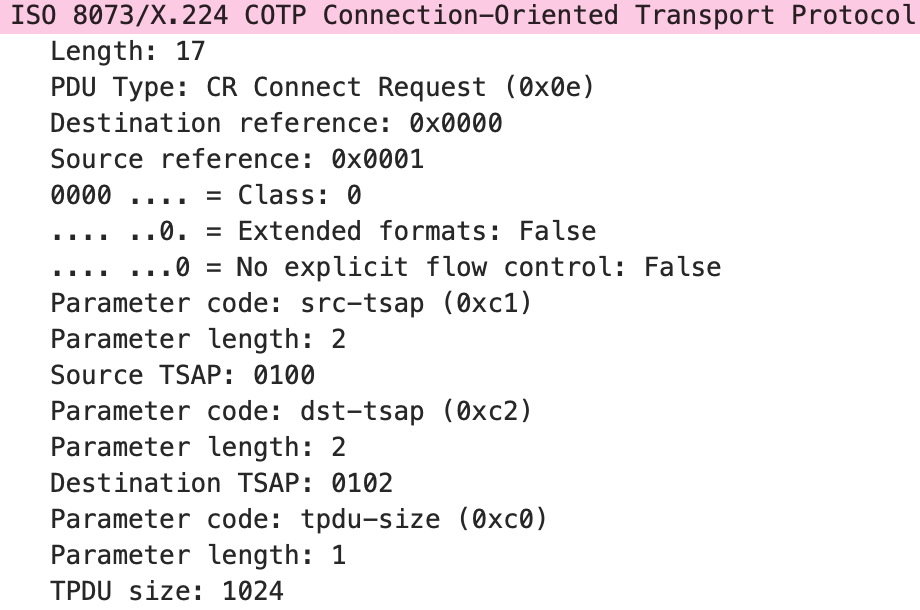 ISO 8073/X.224 COTP Connection-Oriented Transport Protocol
Length: 17
PDU Type: CR Connect Request (0x0e)
Destination reference: 0x0000
Source reference: 0x0001
0000 .... = Class: 0
.... ..0. = Extended formats: False
.... ...0 = No explicit flow control: False
Parameter code: src-tsap (0xc1)
Parameter length: 2
Source TSAP: 0100
Parameter code: dst-tsap (0xc2)
Parameter length: 2
Destination TSAP: 0102
Parameter code: tpdu-size (0xc0)
Parameter length: 1
TPDU size: 1024